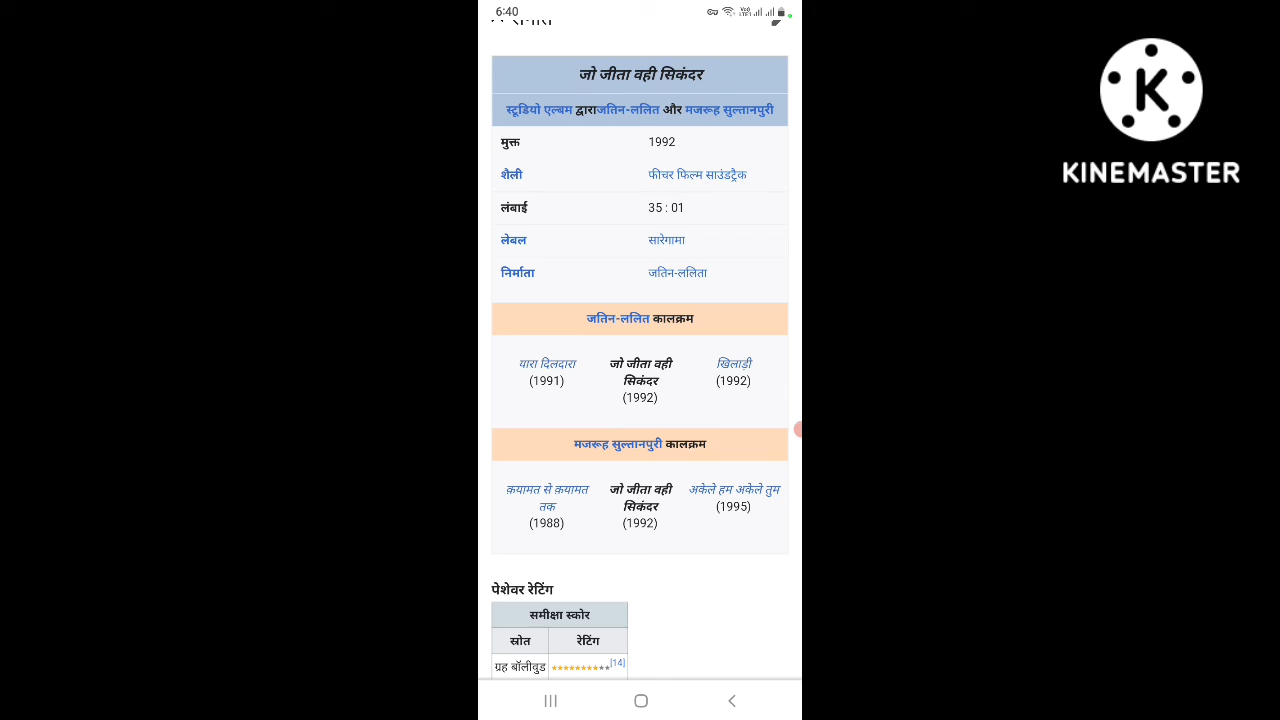 6:40
संगीत
जो जीता वही सिकंदर
स्टूडियो एल्बम द्वाराजतिन-ललित और मजरूह सुल्तानपुरी
मुक्त 1992
शैली फीचर फिल्म साउंडट्रैक
लंबाई 35 : 01
लेबल सारेगामा
निर्माता जतिन-ललिता
जतिन-ललित कालक्रम
यारा दिलदारा जो जीता वही खिलाड़ी
(1991) सिकंदर (1992)
(1992)
मजरूह सुल्तानपुरी कालक्रम
क़यामत से क़यामत जो जीता वही अकेले हम अकेले तुम
तक सिकंदर (1995)
(1988) (1992)
पेशेवर रेटिंग
समीक्षा स्कोर
स्रोत रेटिंग
ग्रह बॉलीवुड [14]
K
KINEMASTER